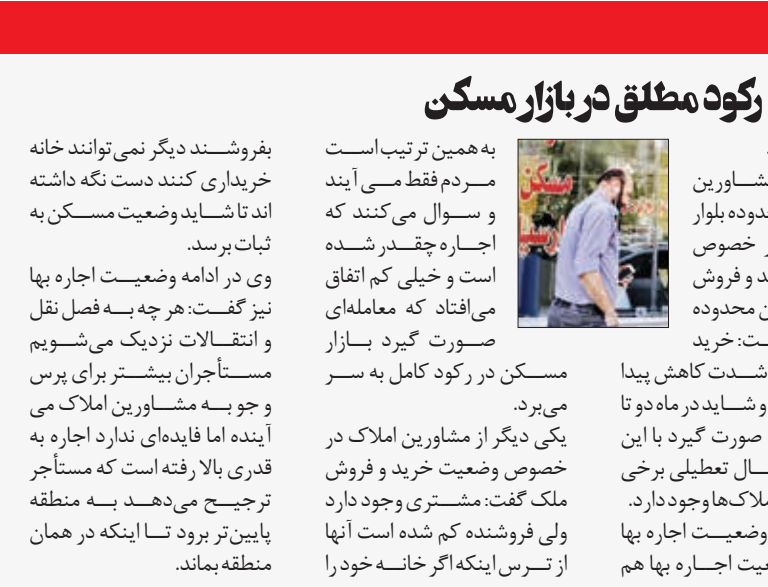 رکود مطلق در بازار مسکن
شاورین
دوده بلوار
خصوص
د و فروش
ن محدوده
ت: خرید
شدت کاهش پیدا
و شاید در ماه دو تا
صورت گیرد با این
ال تعطیلی برخی
ملاک‌ها وجود دارد.
وضعیت اجاره بها
عیت اجاره بها هم
به همین ترتیب است
مردم فقط می آیند
و سوال می‌کنند که
اجاره چقدر شده
است و خیلی کم اتفاق
می‌افتاد که معامله‌ای
صورت گیرد بازار
مسکن در رکود کامل به سر
می‌برد.
یکی دیگر از مشاورین املاک در
خصوص وضعیت خرید و فروش
ملک گفت: مشتری وجود دارد
ولی فروشنده کم شده است آنها
از ترس اینکه اگر خانه خود را
بفروشند دیگر نمی‌توانند خانه
خریداری کنند دست نگه داشته
اند تا شاید وضعیت مسکن به
ثبات برسد.
وی در ادامه وضعیت اجاره بها
نیز گفت: هر چه به فصل نقل
و انتقالات نزدیک می‌شویم
مستأجران بیشتر برای پرس
و جو به مشاورین املاک می
آینده اما فایده‌ای ندارد اجاره به
قدری بالا رفته است که مستأجر
ترجیح می‌دهد به منطقه
پایین‌تر برود تا اینکه در همان
منطقه بماند.
مسکن